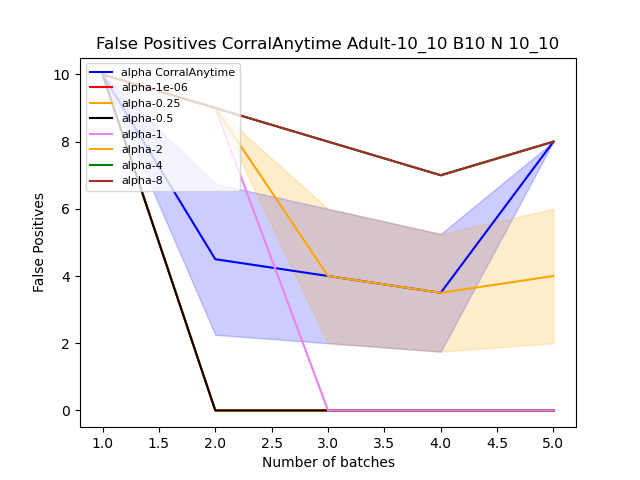 False Positives CorralAnytime Adult-10_10 B10 N 10_10
10
8
6
4
2
0
False Positives
alpha CorralAnytime
alpha-1e-06
alpha-0.25
alpha-0.5
alpha-1
alpha-2
alpha-4
alpha-8
1.0 1.5 2.0 2.5 3.0 3.5 4.0 4.5 5.0
Number of batches